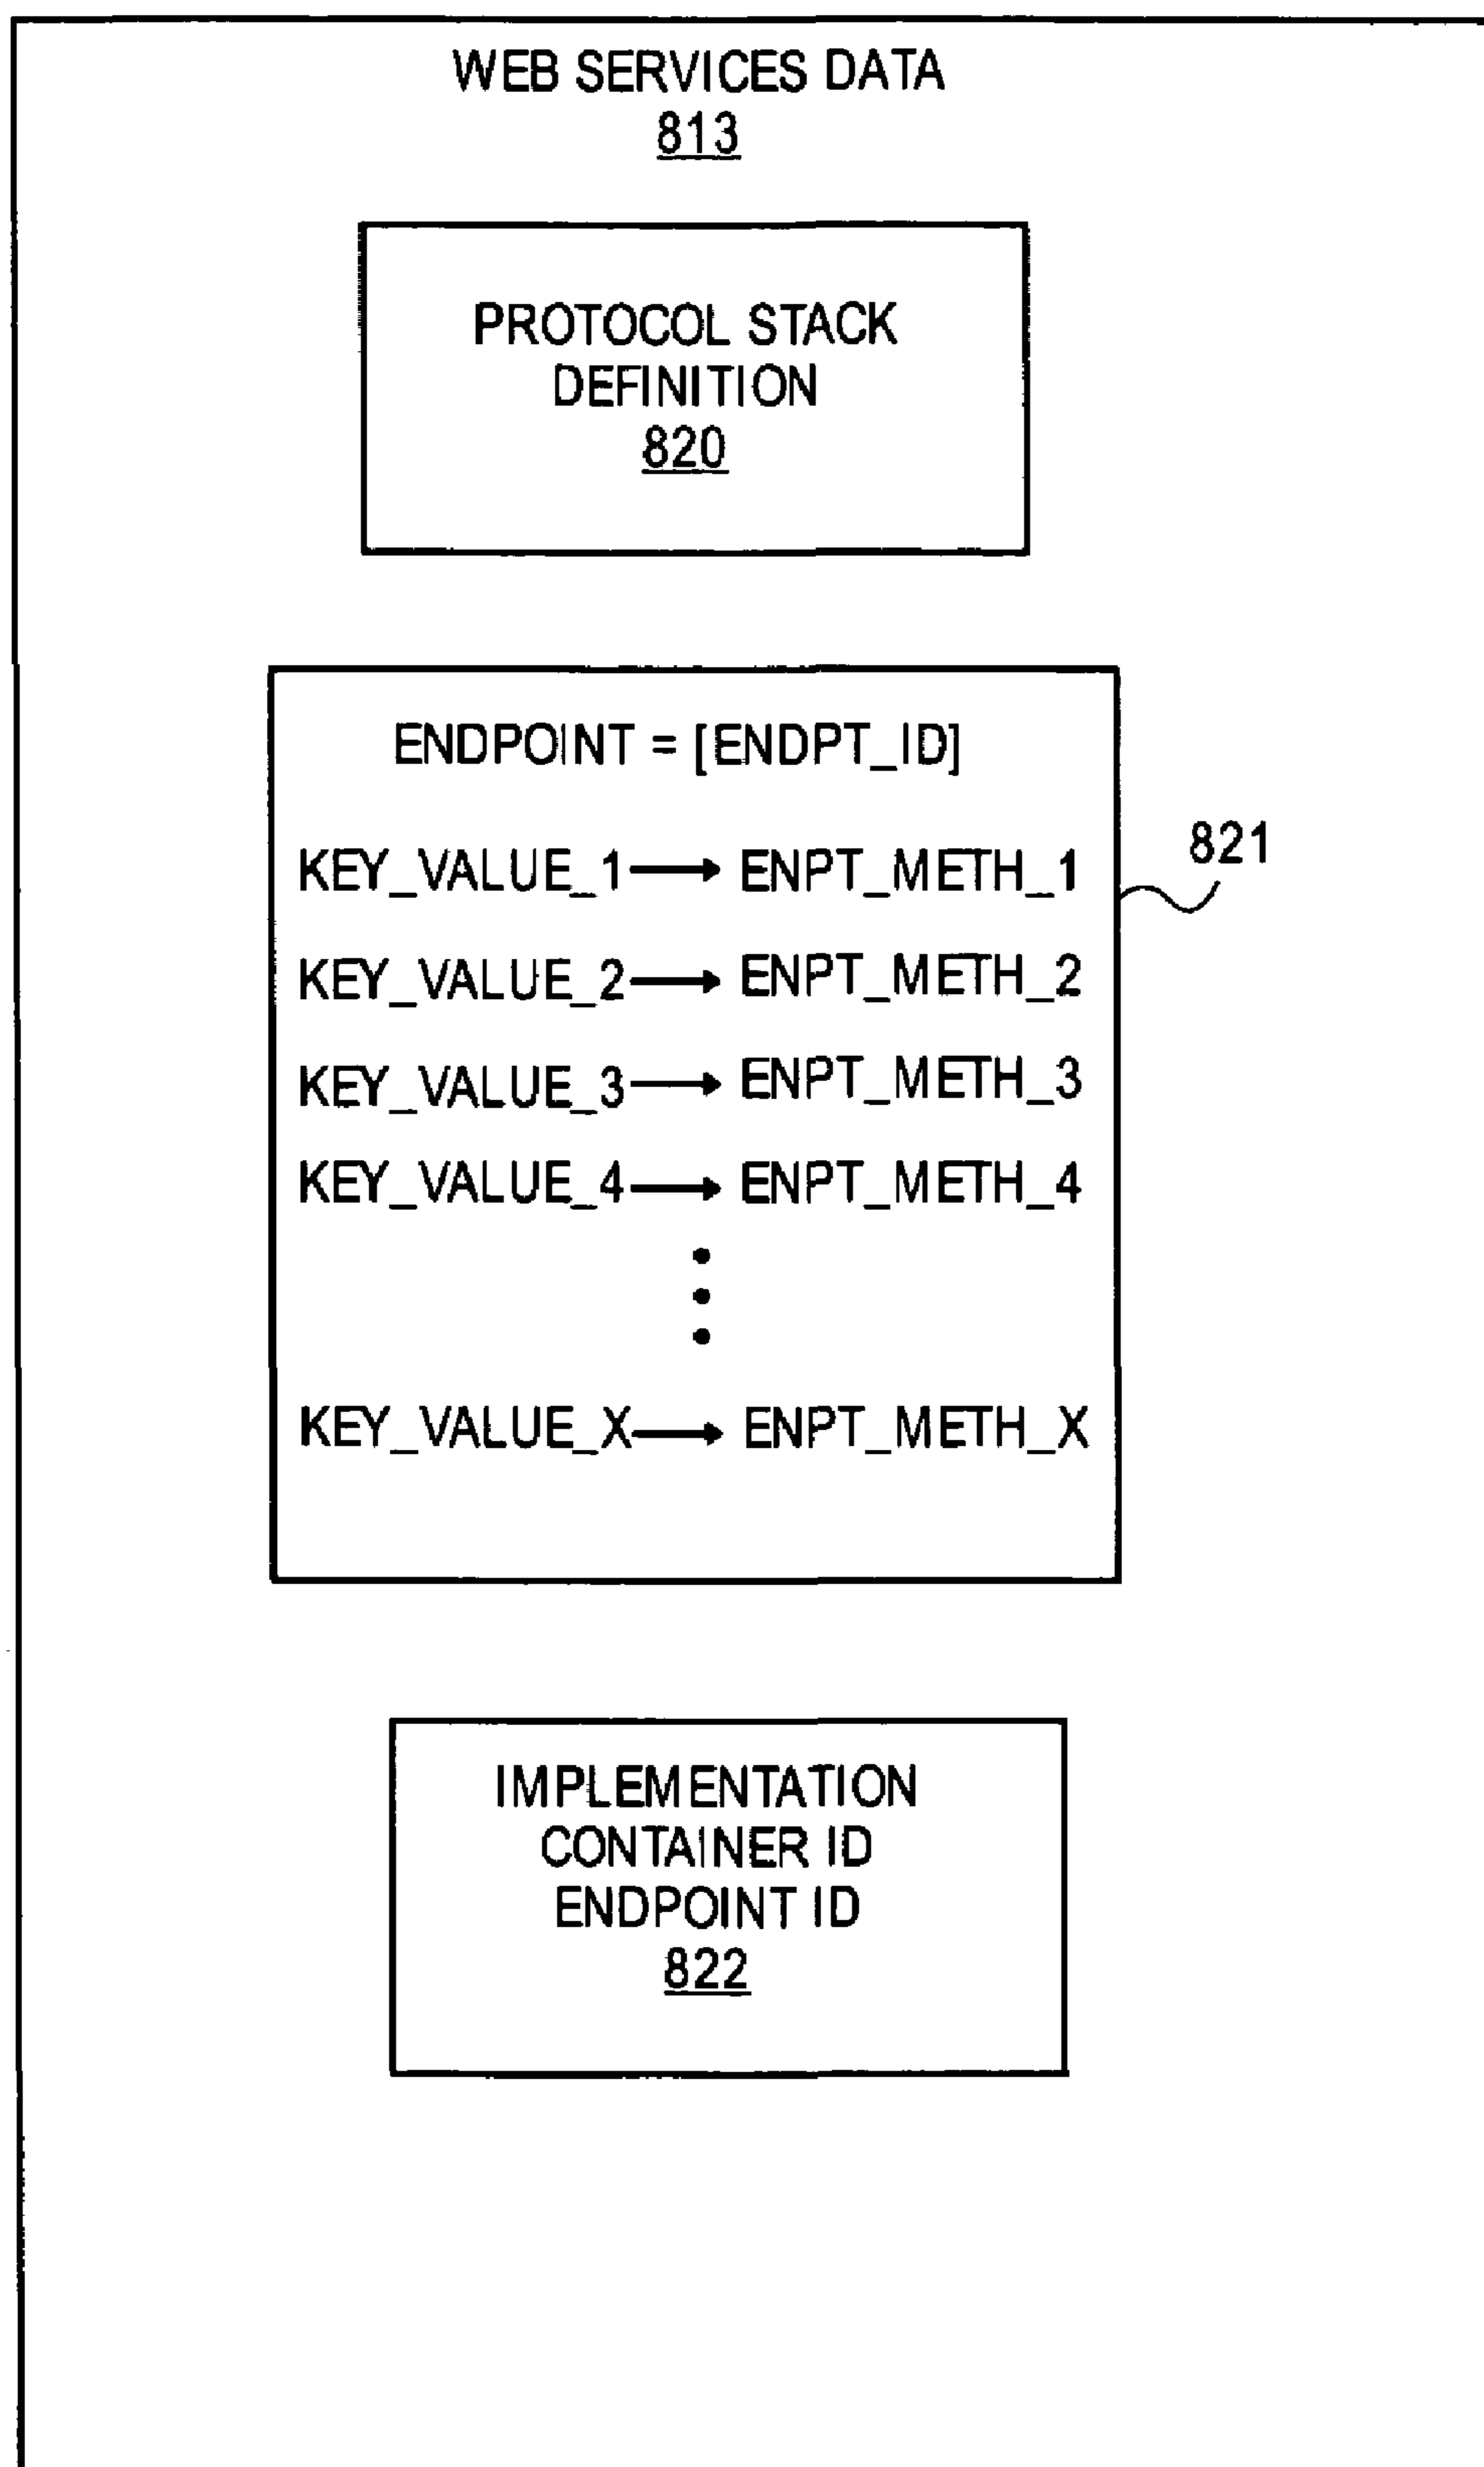 WEB SERVICES DATA
813
PROTOCOL STACK
DEFINITION
820
ENDPOINT = [ENDPT_ID]
KEY_VALUE_1 → ENPT_METH_1
821
KEY_VALUE_2 → ENPT_METH_2
KEY_VALUE_3 → ENPT_METH_3
KEY_VALUE_4 → ENPT_METH_4
KEY_VALUE_X → ENPT_METH_X
IMPLEMENTATION
CONTAINER ID
ENDPOINT ID
822